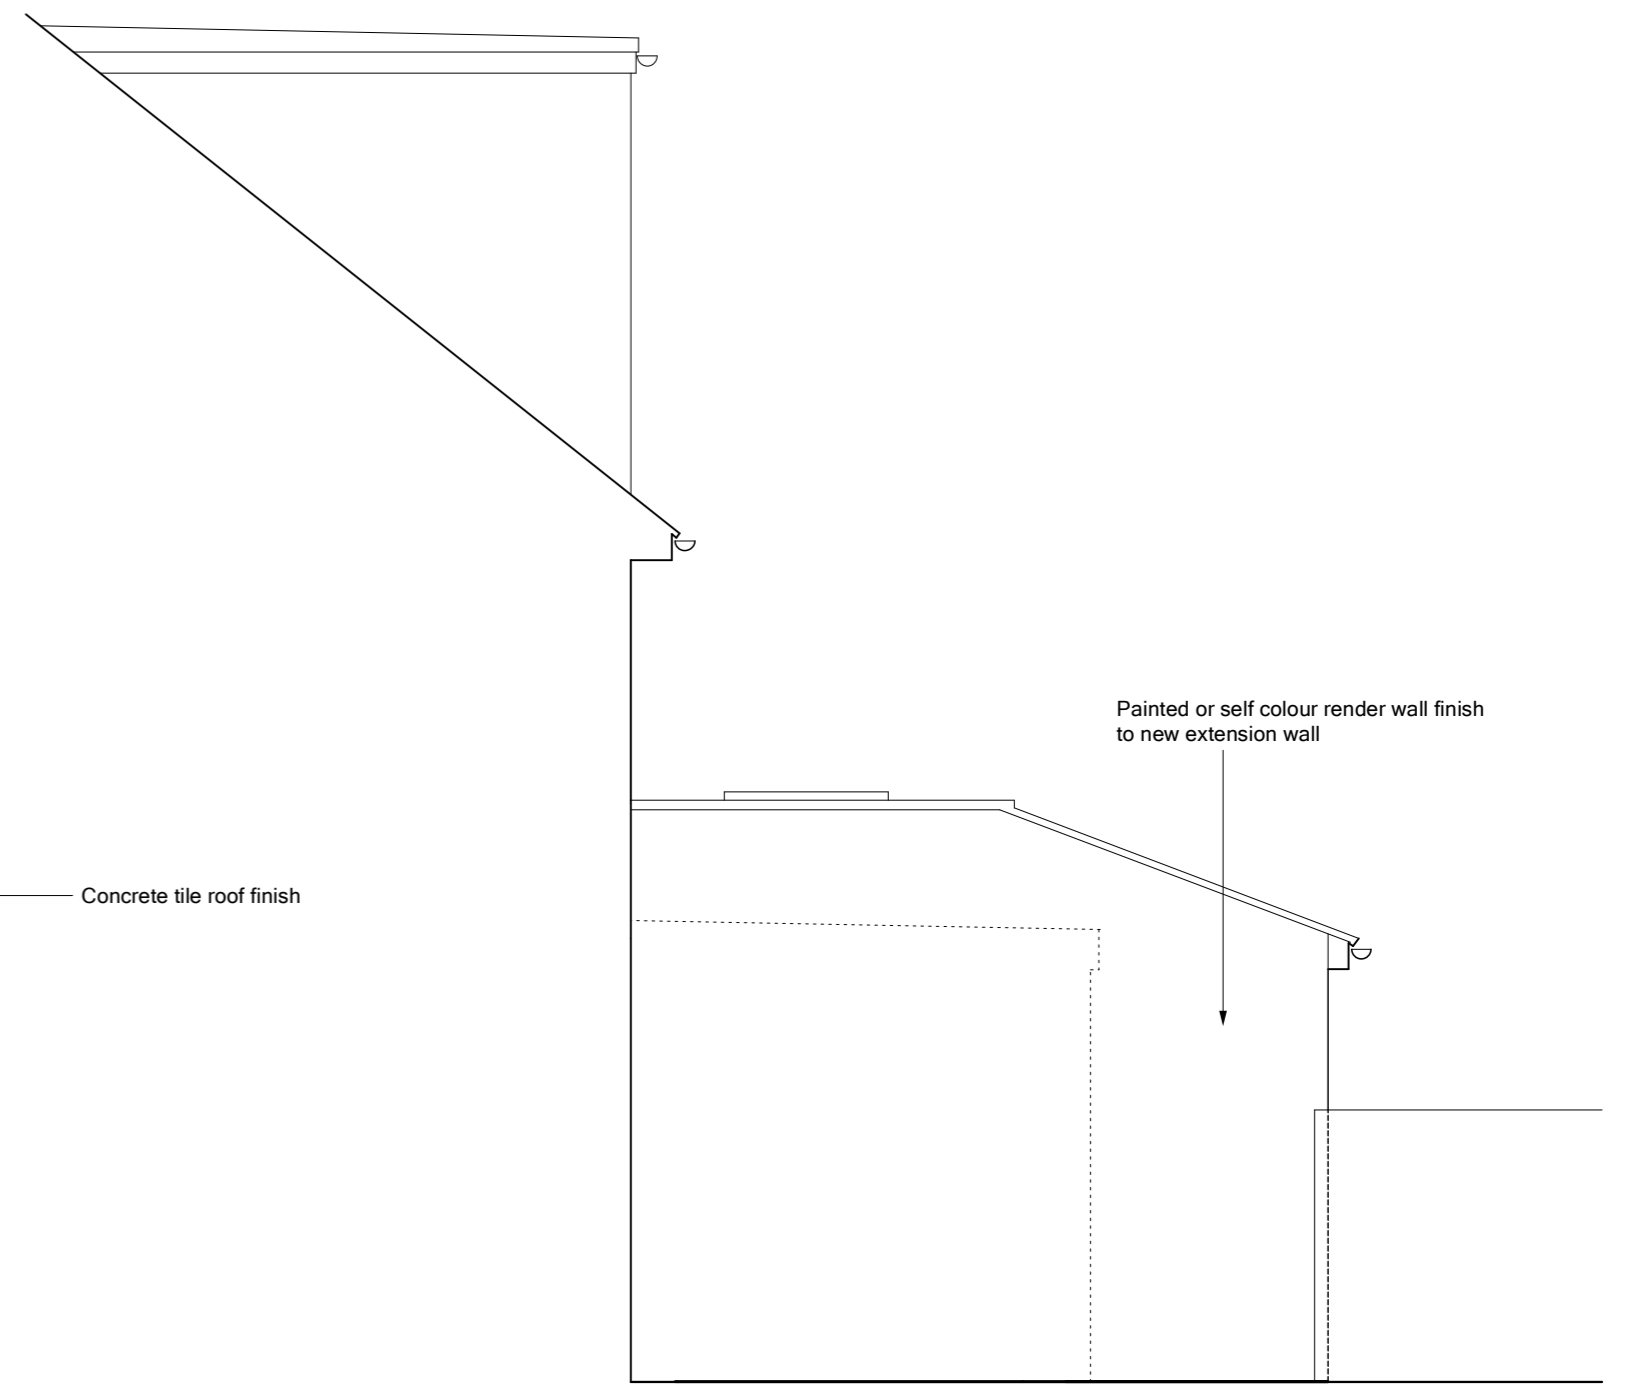 Painted or self colour render wall finish
to new extension wall
Concrete tile roof finish